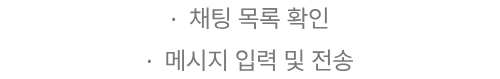 · 채팅 목록 확인
· 메시지 입력 및 전송